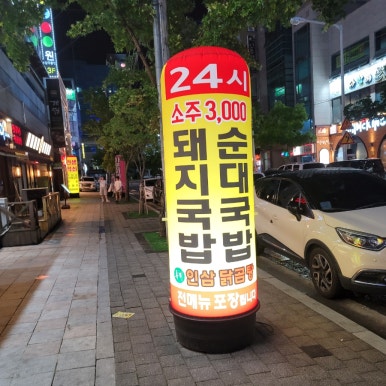 24시
소주 3,000
돼지국밥
순대국밥
인삼 닭곰탕
전메뉴 포장됩니다
3F